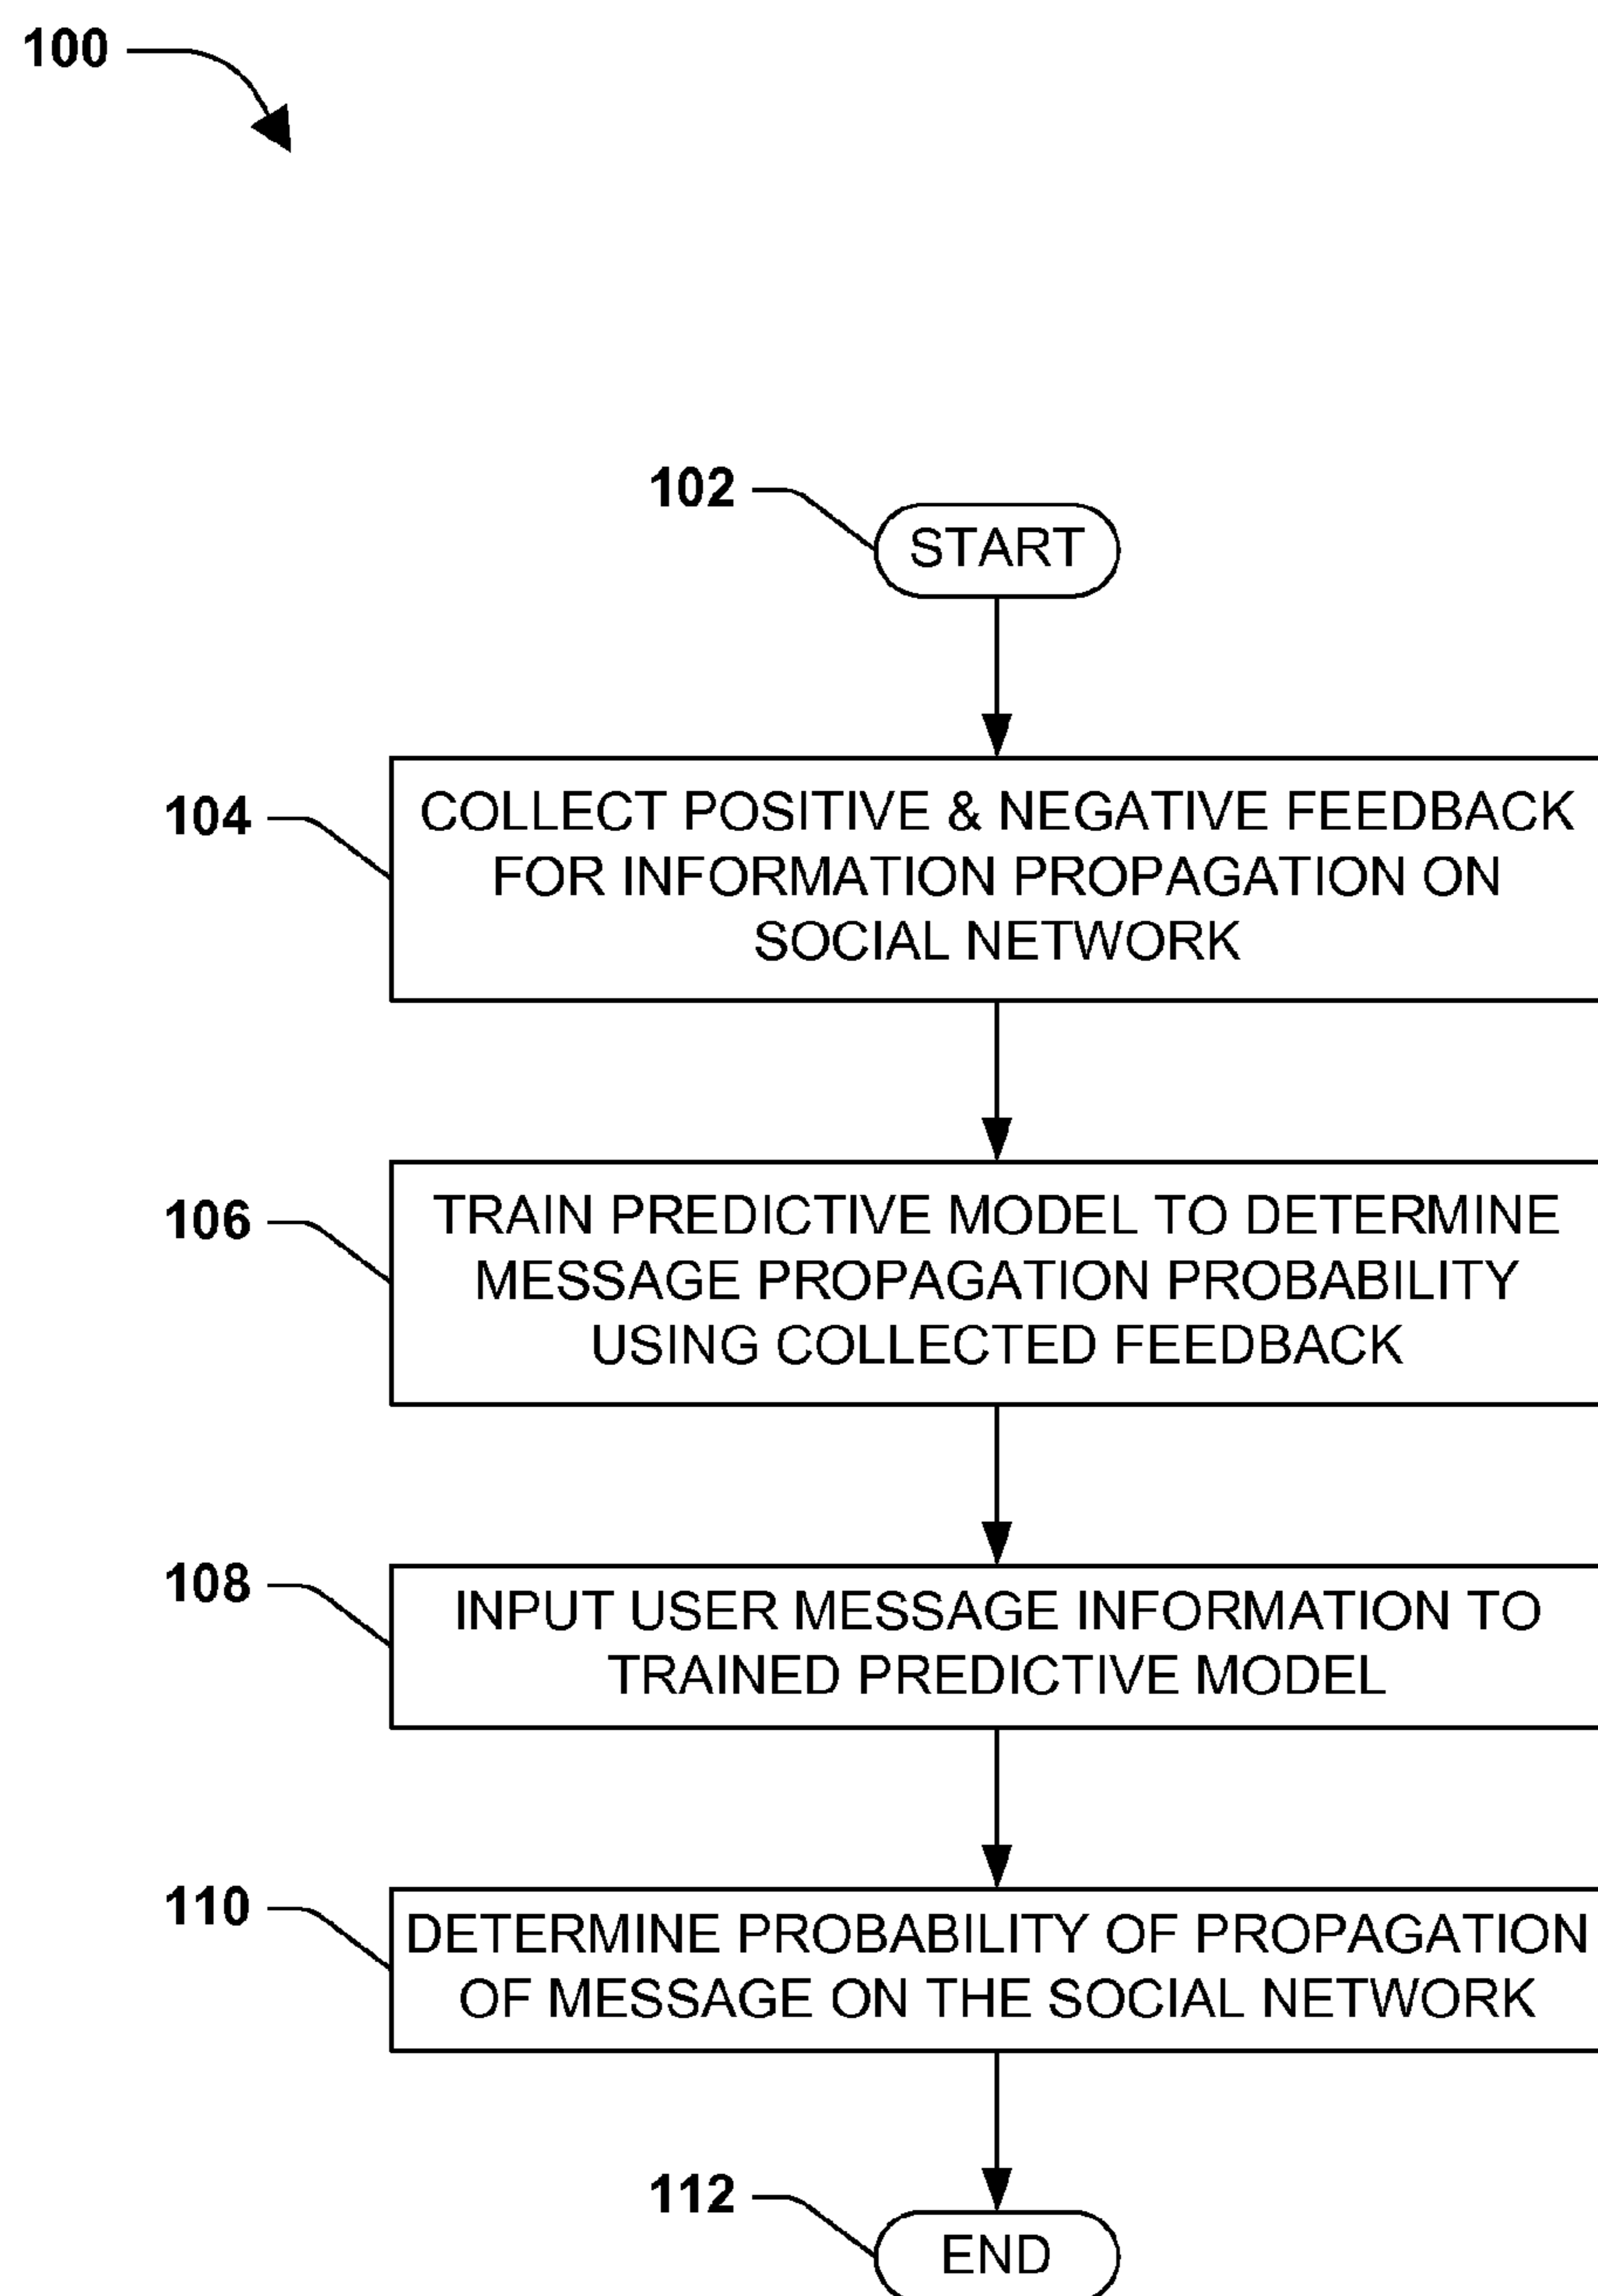 100
102
START
104
COLLECT POSITIVE & NEGATIVE FEEDBACK
FOR INFORMATION PROPAGATION ON
SOCIAL NETWORK
106
TRAIN PREDICTIVE MODEL TO DETERMINE
MESSAGE PROPAGATION PROBABILITY
USING COLLECTED FEEDBACK
108
INPUT USER MESSAGE INFORMATION TO
TRAINED PREDICTIVE MODEL
110
DETERMINE PROBABILITY OF PROPAGATION
OF MESSAGE ON THE SOCIAL NETWORK
112
END